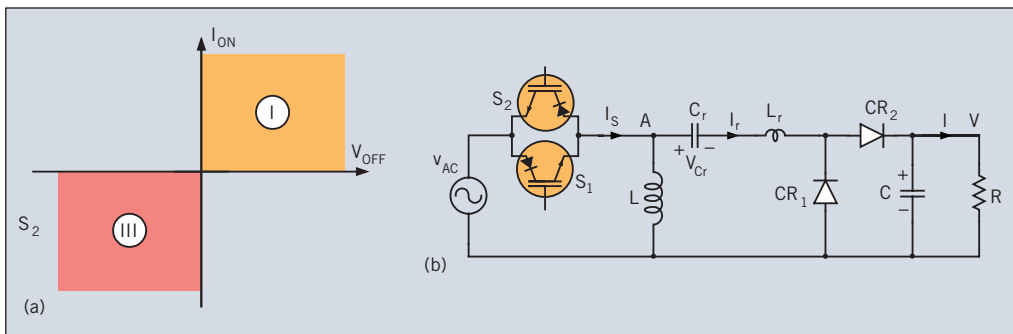 I_ON
I
V_OFF
S_2
III
(a)
S_2
I_S
A
C_r
I_r
L_r
CR_2
I
V
+ −
V_Cr
v_AC
S_1
L
CR_1
+
C
−
R
(b)